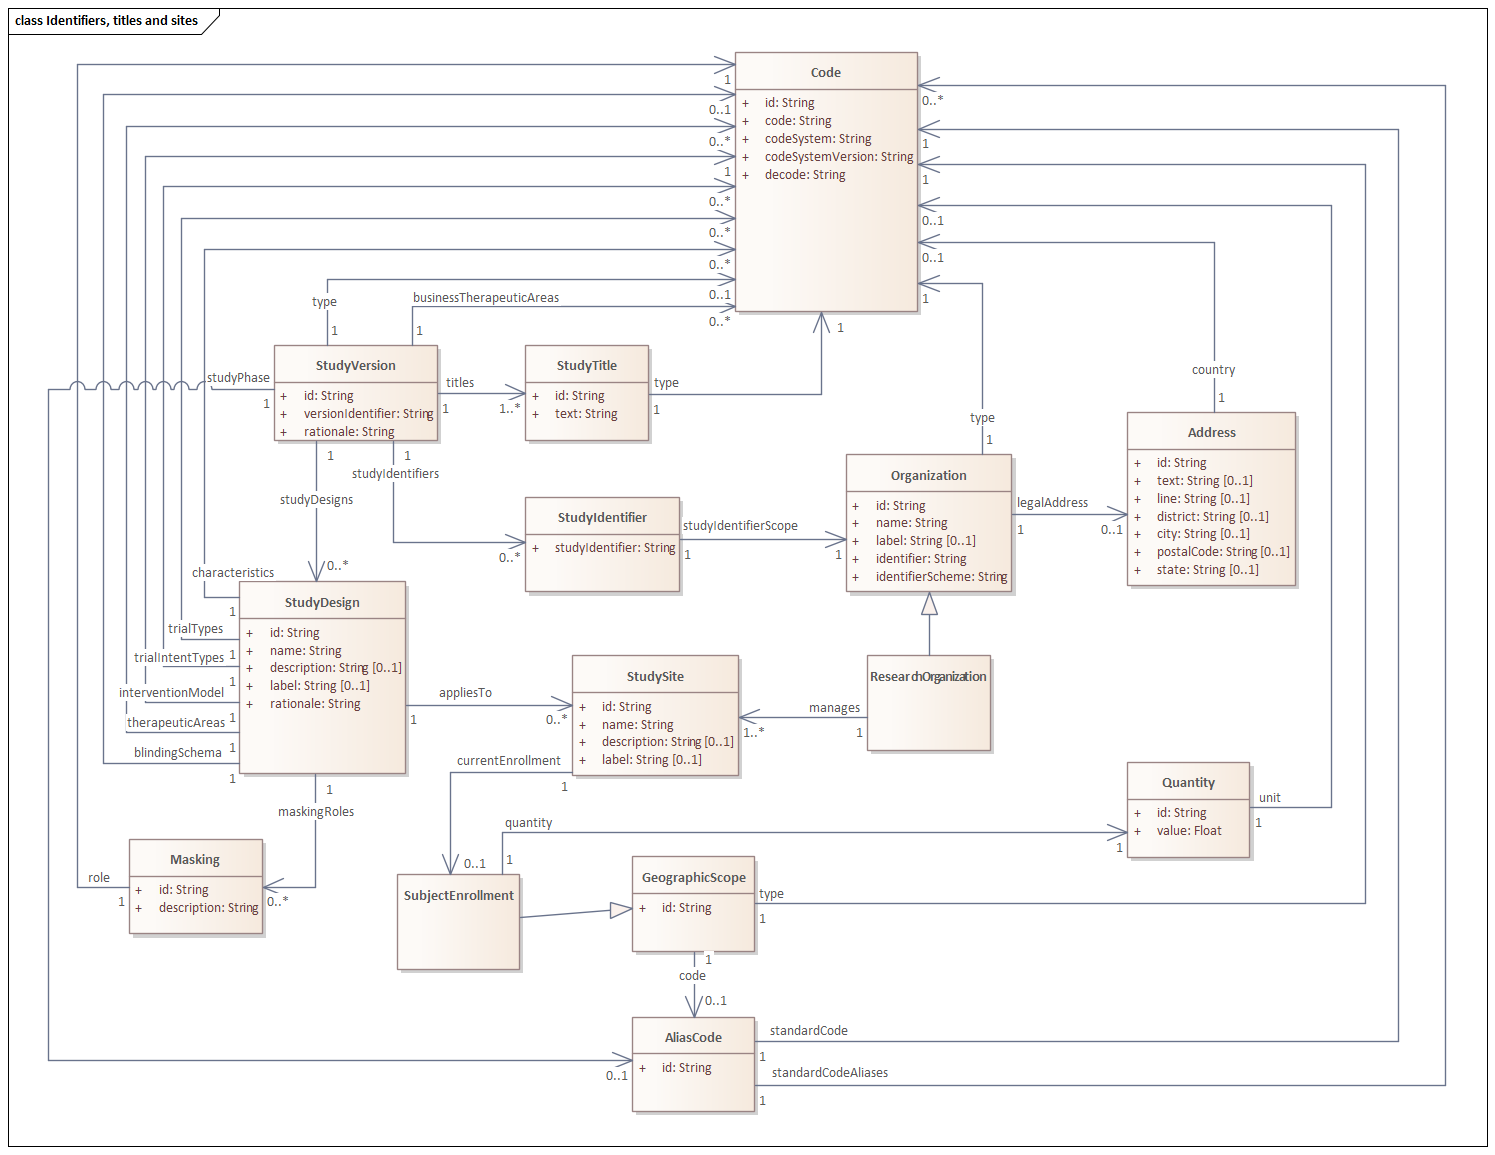 class Identifiers, titles and sites
Code
+ id: String
+ code: String
+ codeSystem: String
+ codeSystemVersion: String
+ decode: String
1
0..1
0..*
1
0..*
0..*
0..*
0..1
0..*
0..*
1
1
0..1
0..1
1
1
type
1
businessTherapeuticAreas
1
StudyVersion
+ id: String
+ versionIdentifier: String
+ rationale: String
studyPhase
1
titles
1
1..*
StudyTitle
+ id: String
+ text: String
type
1
country
1
type
1
Address
+ id: String
+ text: String [0..1]
+ line: String [0..1]
+ district: String [0..1]
+ city: String [0..1]
+ postalCode: String [0..1]
+ state: String [0..1]
1
studyDesigns
0..*
1
studyIdentifiers
0..*
StudyIdentifier
+ studyIdentifier: String
studyIdentifierScope
1
1
Organization
+ id: String
+ name: String
+ label: String [0..1]
+ identifier: String
+ identifierScheme: String
legalAddress
1
0..1
characteristics
1
trialTypes
1
trialIntentTypes
1
interventionModel
1
therapeuticAreas
1
blindingSchema
1
StudyDesign
+ id: String
+ name: String
+ description: String [0..1]
+ label: String [0..1]
+ rationale: String
appliesTo
1
0..*
StudySite
+ id: String
+ name: String
+ description: String [0..1]
+ label: String [0..1]
manages
1..*
1
ResearchOrganization
currentEnrollment
1
0..1
1
maskingRoles
0..*
Masking
+ id: String
+ description: String
role
1
quantity
1
1
Quantity
+ id: String
+ value: Float
unit
1
SubjectEnrollment
GeographicScope
+ id: String
type
1
1
code
0..1
AliasCode
+ id: String
0..1
standardCode
1
standardCodeAliases
1